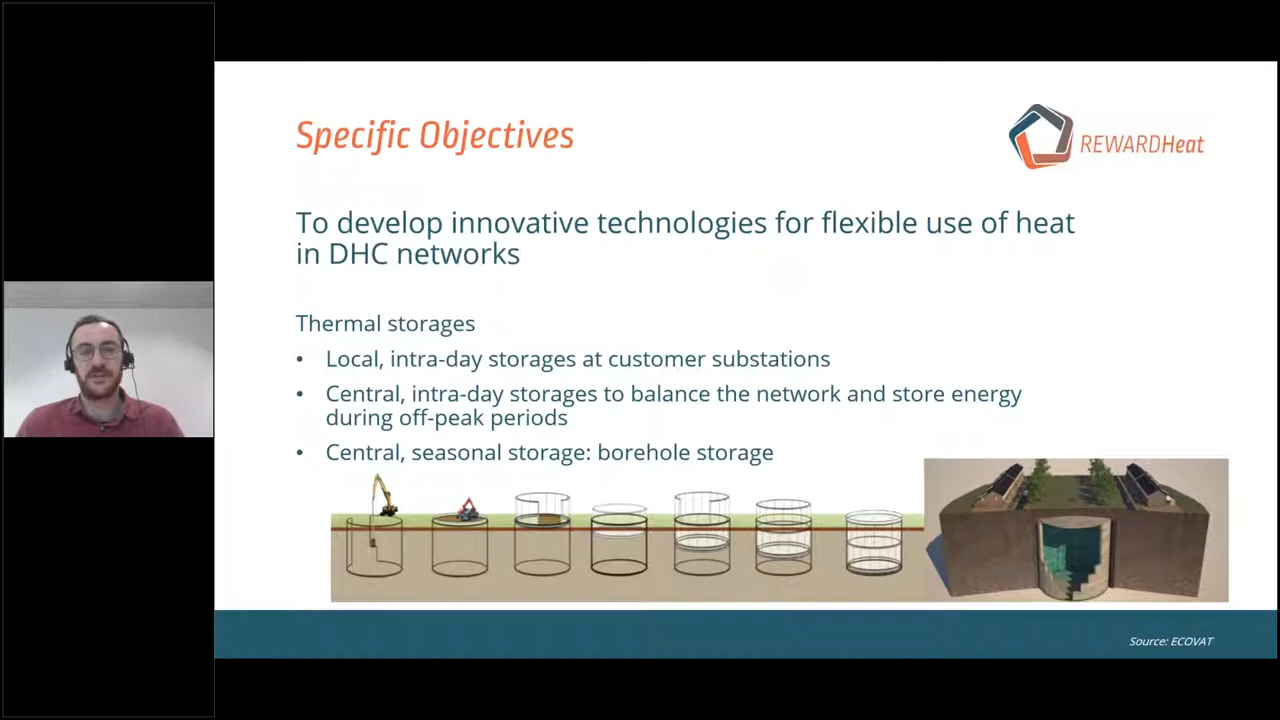 Specific Objectives
REWARDHeat
To develop innovative technologies for flexible use of heat
in DHC networks
Thermal storages
• Local, intra-day storages at customer substations
• Central, intra-day storages to balance the network and store energy
during off-peak periods
• Central, seasonal storage: borehole storage
Source: ECOVAT